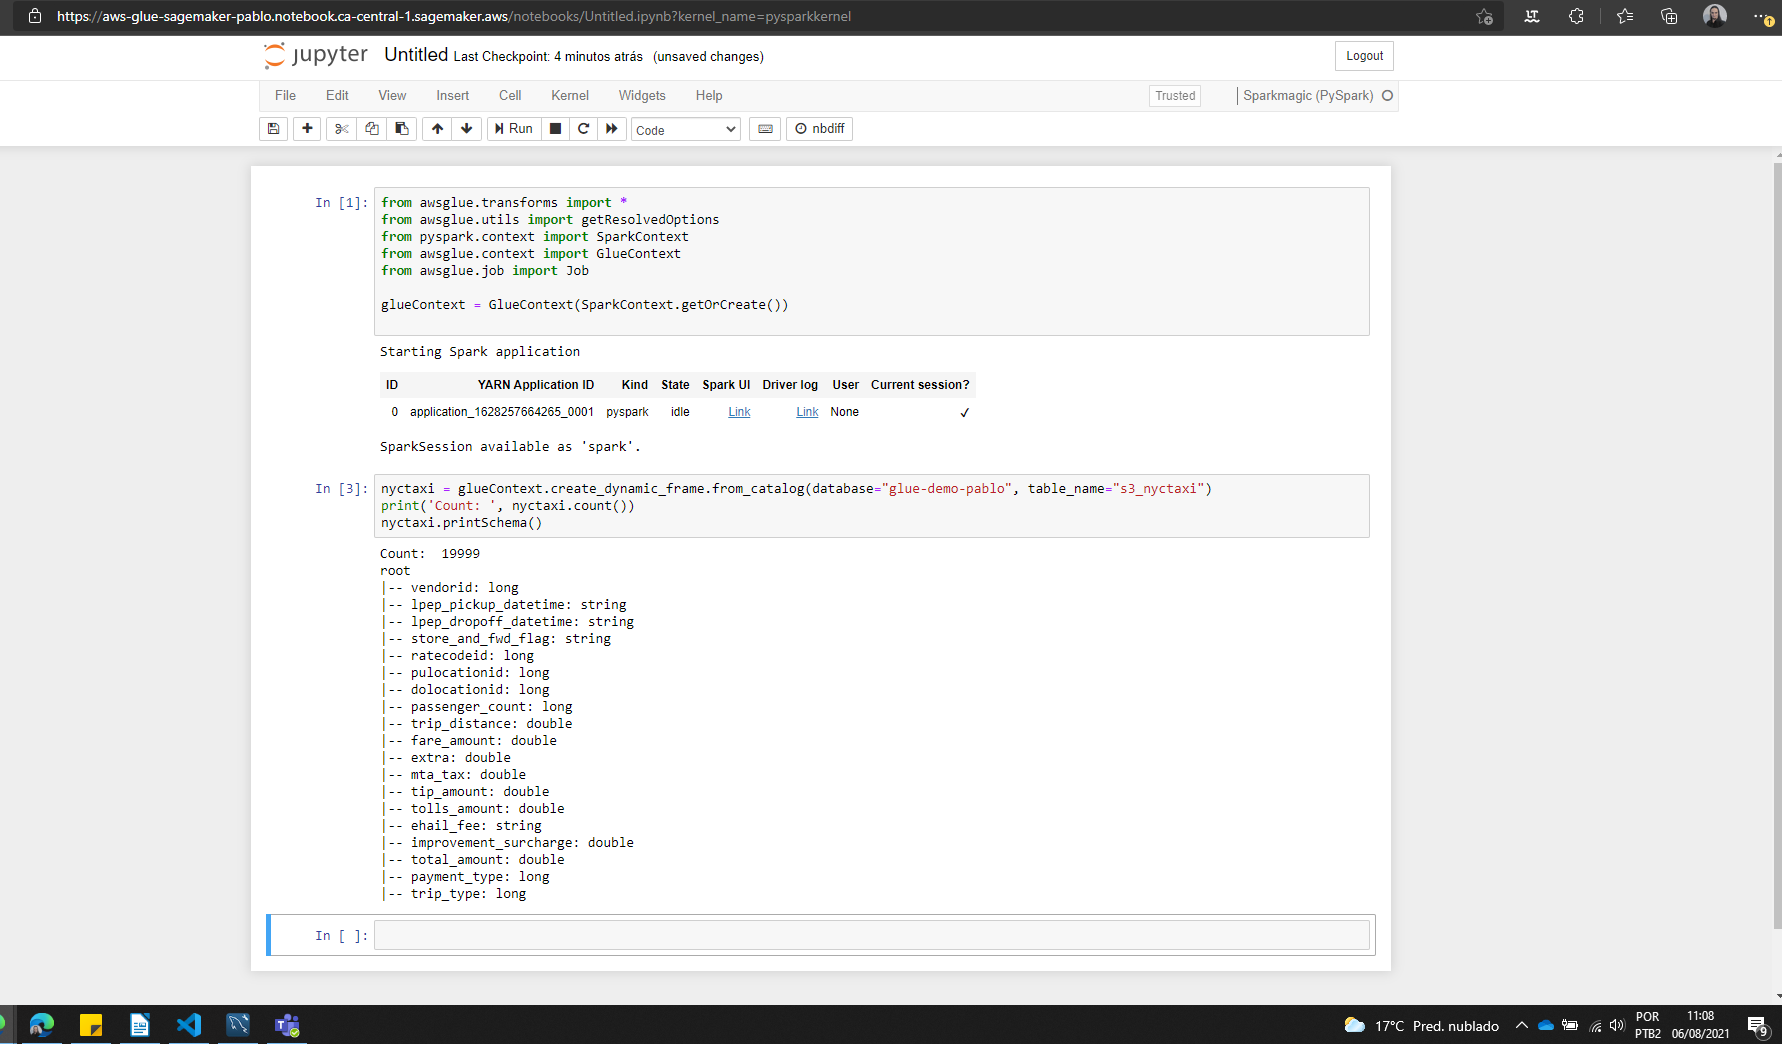 https://aws-glue-sagemaker-pablo.notebook.ca-central-1.sagemaker.aws/notebooks/Untitled.ipynb?kernel_name=pysparkkernel
jupyter Untitled Last Checkpoint: 4 minutos atrás (unsaved changes) Logout
File Edit View Insert Cell Kernel Widgets Help Trusted Sparkmagic (PySpark)
Run Code nbdiff
In [1]: from awsglue.transforms import *
from awsglue.utils import getResolvedOptions
from pyspark.context import SparkContext
from awsglue.context import GlueContext
from awsglue.job import Job
glueContext = GlueContext(SparkContext.getOrCreate())
Starting Spark application
ID YARN Application ID Kind State Spark UI Driver log User Current session?
0 application_1628257664265_0001 pyspark idle Link Link None ✓
SparkSession available as 'spark'.
In [3]: nyctaxi = glueContext.create_dynamic_frame.from_catalog(database="glue-demo-pablo", table_name="s3_nyctaxi")
print('Count: ', nyctaxi.count())
nyctaxi.printSchema()
Count:  19999
root
|-- vendorid: long
|-- lpep_pickup_datetime: string
|-- lpep_dropoff_datetime: string
|-- store_and_fwd_flag: string
|-- ratecodeid: long
|-- pulocationid: long
|-- dolocationid: long
|-- passenger_count: long
|-- trip_distance: double
|-- fare_amount: double
|-- extra: double
|-- mta_tax: double
|-- tip_amount: double
|-- tolls_amount: double
|-- ehail_fee: string
|-- improvement_surcharge: double
|-- total_amount: double
|-- payment_type: long
|-- trip_type: long
In [ ]:
17°C Pred. nublado POR 11:08
PTB2 06/08/2021 9